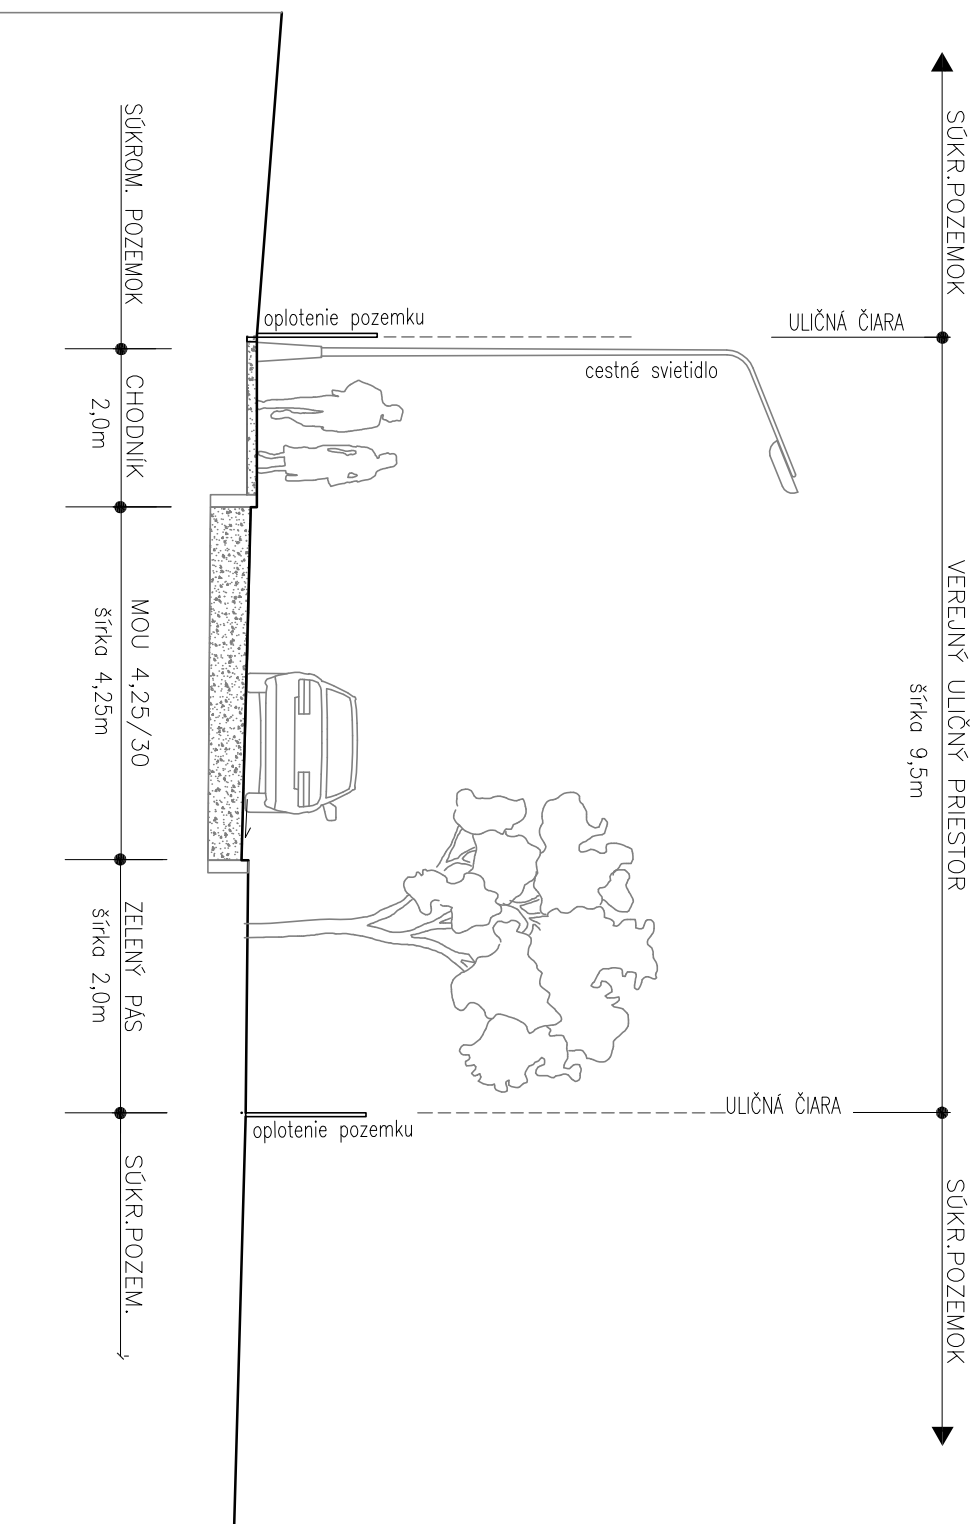 SÚKR.POZEMOK
VEREJNÝ ULIČNÝ PRIESTOR
šírka 9,5m
SÚKR.POZEMOK
ULIČNÁ ČIARA
ULIČNÁ ČIARA
cestné svietidlo
oplotenie pozemku
oplotenie pozemku
SÚKROM. POZEMOK
CHODNÍK
2,0m
MOU 4,25/30
šírka 4,25m
ZELENÝ PÁS
šírka 2,0m
SÚKR.POZEM.